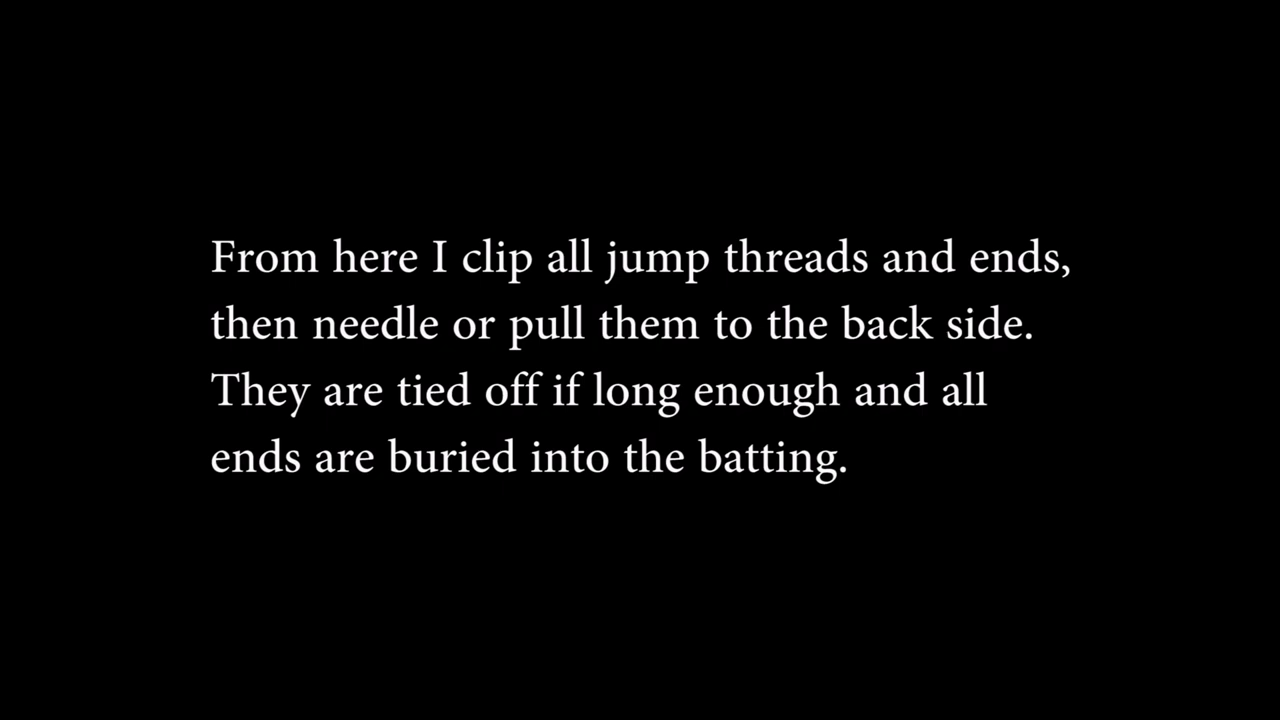 From here I clip all jump threads and ends,
then needle or pull them to the back side.
They are tied off if long enough and all
ends are buried into the batting.